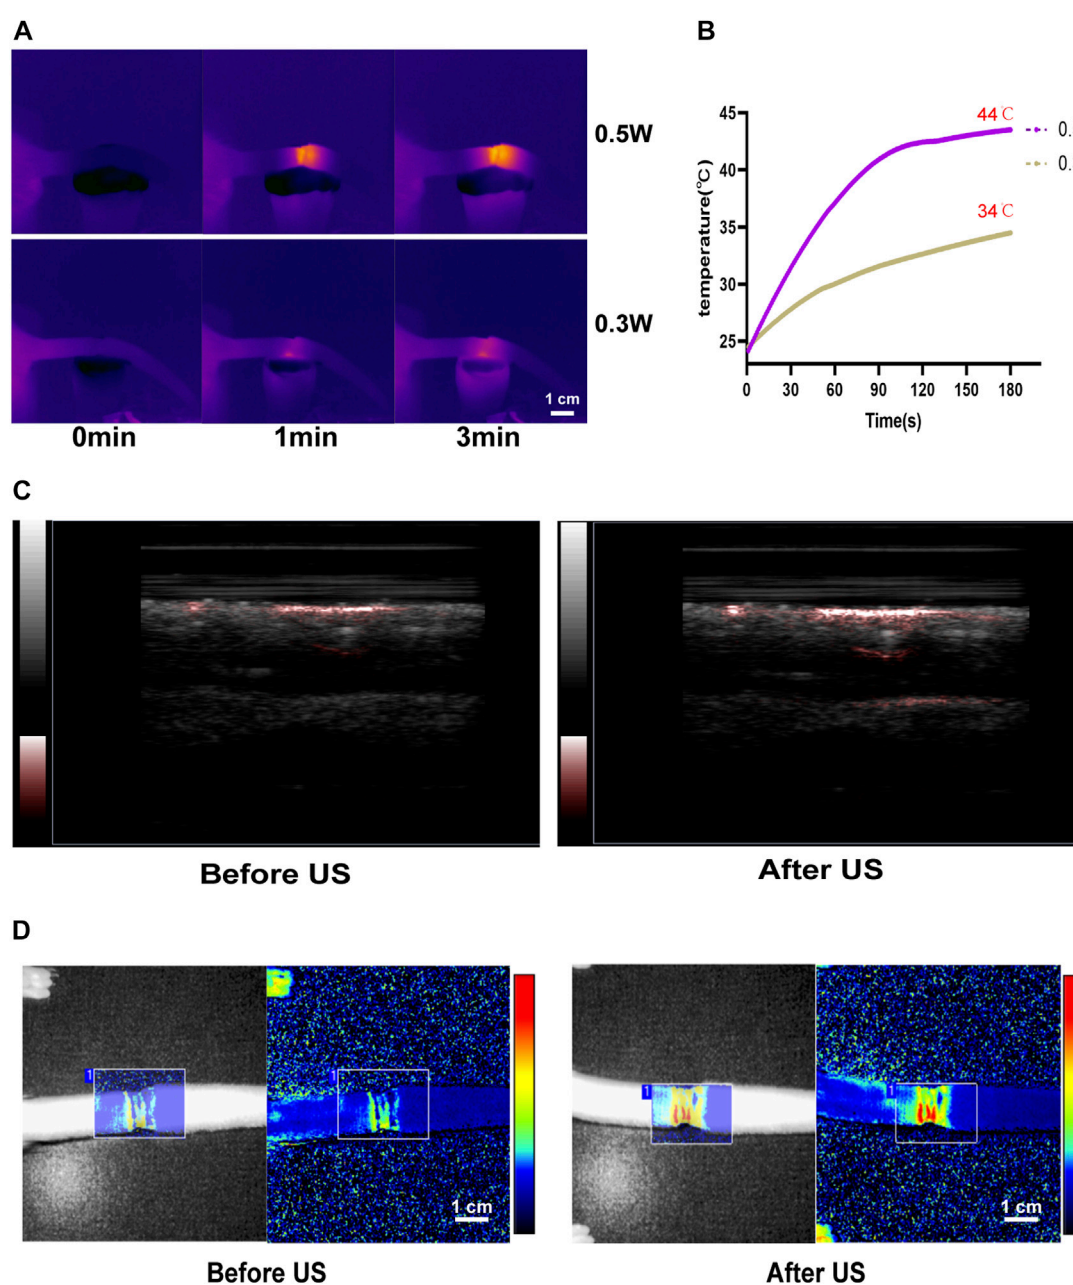 A
B
0.5W
0.3W
1 cm
0min
1min
3min
45
40
35
30
25
temperature(°C)
44℃
34℃
0.
0.
0
30
60
90
120
150
180
Time(s)
C
Before US
After US
D
1
1
1 cm
1
1
1 cm
Before US
After US